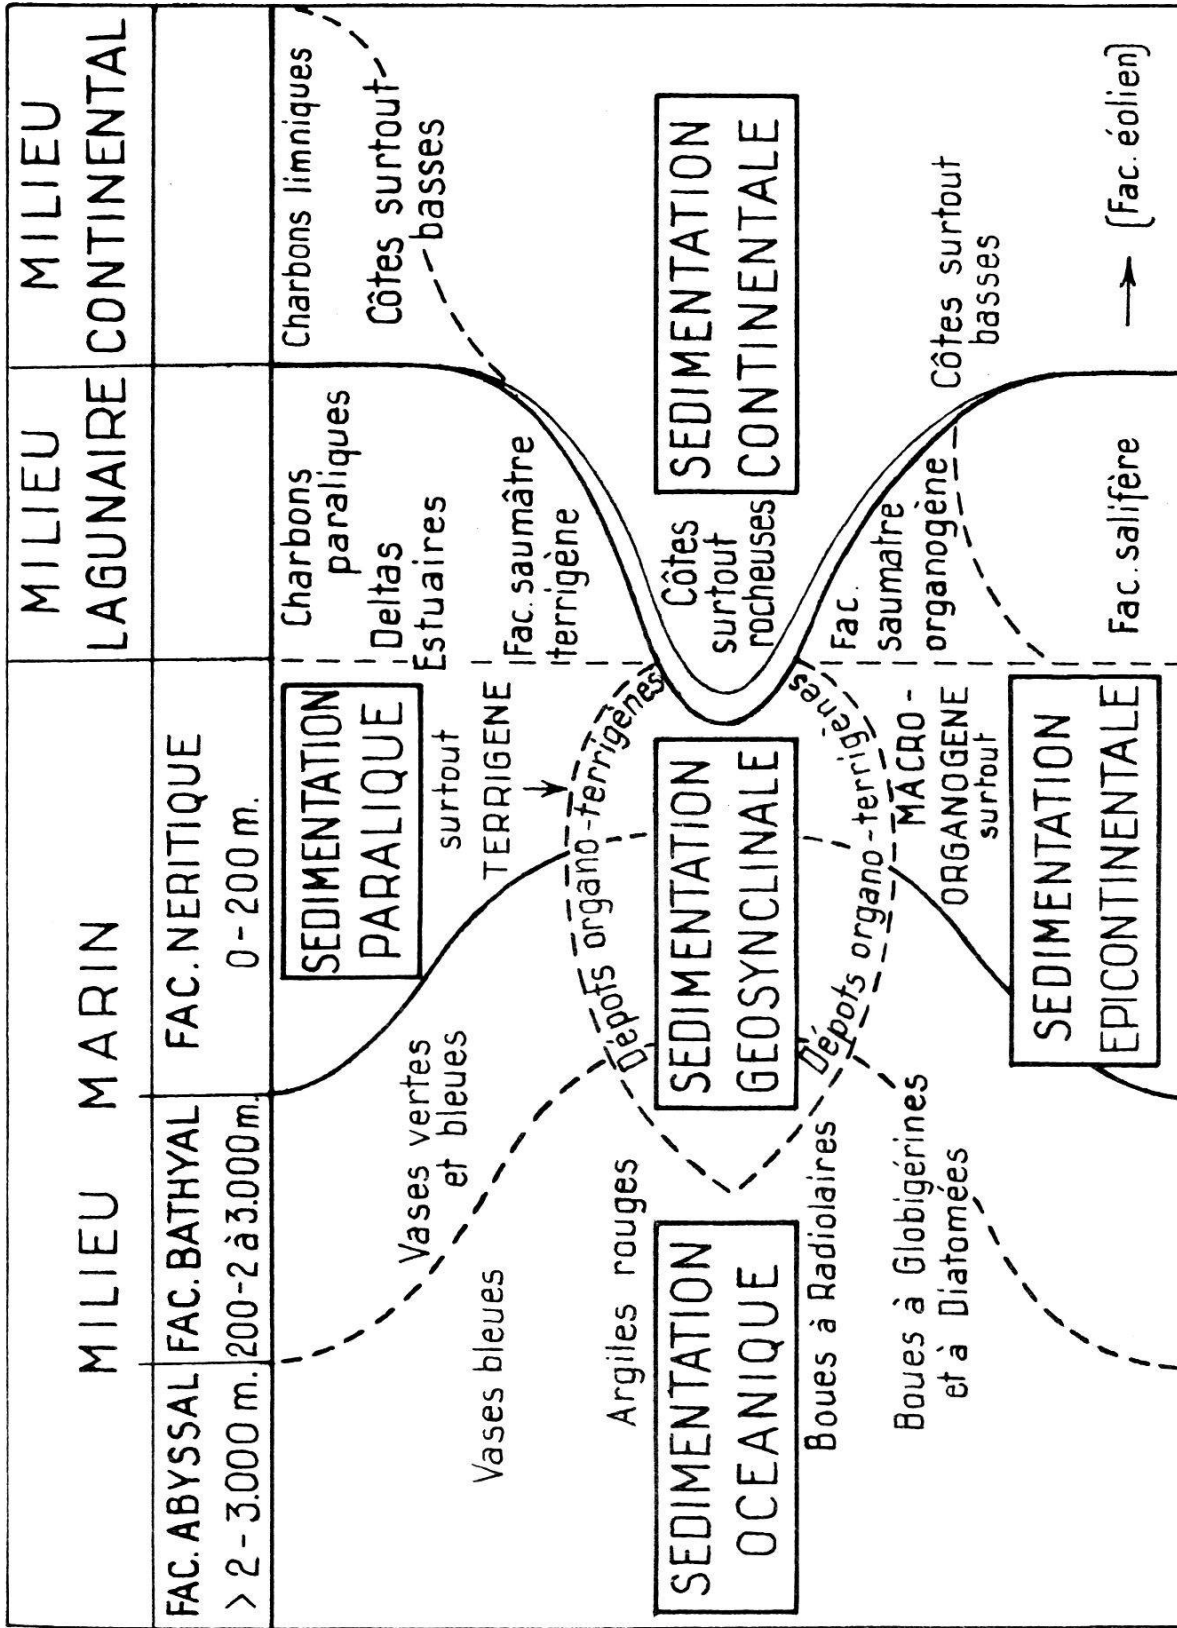 MILIEU MARIN
MILIEU
LAGUNAIRE
MILIEU
CONTINENTAL
FAC. ABYSSAL
> 2 - 3.000 m.
FAC. BATHYAL
200-2 à 3.000m.
FAC. NERITIQUE
0 - 200 m.
Vases bleues
Vases vertes
et bleues
SEDIMENTATION
PARALIQUE
surtout
TERRIGENE
Charbons
paraliques
Deltas
Estuaires
Fac. saumâtre
terrigène
Charbons limniques
Côtes surtout
basses
Argiles rouges
SEDIMENTATION
OCEANIQUE
Boues à Radiolaires
Boues à Globigérines
et à Diatomées
Dépots organo-terrigènes
SEDIMENTATION
GEOSYNCLINALE
Dépots organo-terrigènes
Côtes
surtout
rocheuses
SEDIMENTATION
CONTINENTALE
MACRO-
ORGANOGENE
surtout
SEDIMENTATION
EPICONTINENTALE
Fac.
saumatre
organogène
Côtes surtout
basses
Fac. salifère
(Fac. éolien)